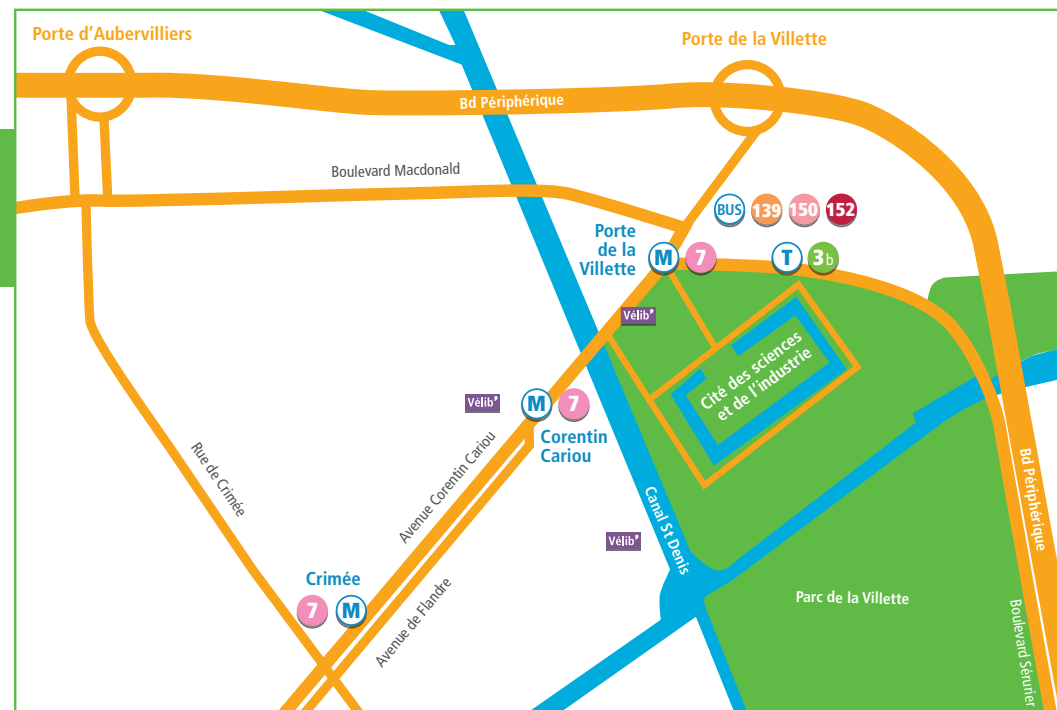 Porte d'Aubervilliers
Porte de la Villette
Bd Périphérique
Boulevard Macdonald
BUS 139 150 152
Porte
de la
Villette
M 7
T 3b
Vélib'
Cité des sciences
et de l'industrie
Vélib'
M 7
Corentin
Cariou
Rue de Crimée
Avenue Corentin Cariou
Canal St Denis
Bd Périphérique
Vélib'
Crimée
7 M
Avenue de Flandre
Parc de la Villette
Boulevard Sérurier